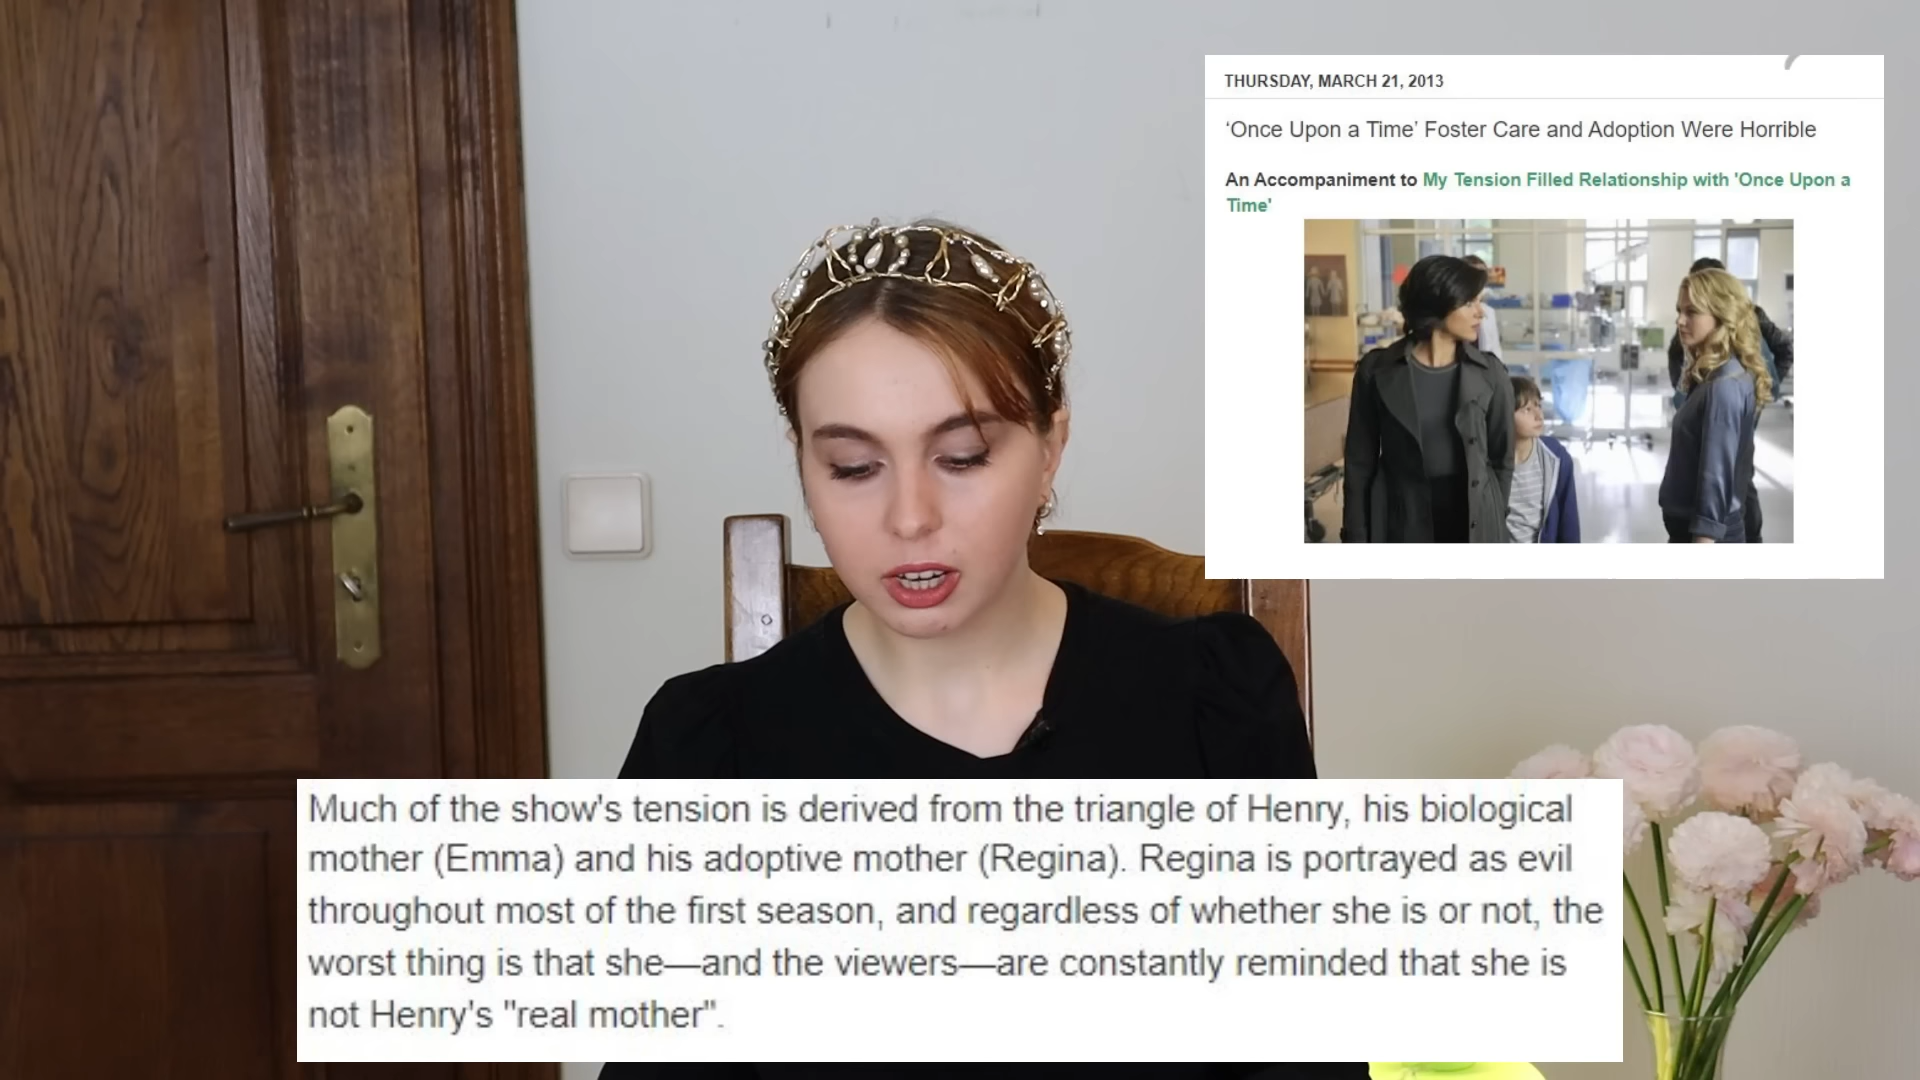 THURSDAY, MARCH 21, 2013
‘Once Upon a Time’ Foster Care and Adoption Were Horrible
An Accompaniment to My Tension Filled Relationship with 'Once Upon a
Time'
Much of the show's tension is derived from the triangle of Henry, his biological
mother (Emma) and his adoptive mother (Regina). Regina is portrayed as evil
throughout most of the first season, and regardless of whether she is or not, the
worst thing is that she—and the viewers—are constantly reminded that she is
not Henry's "real mother".